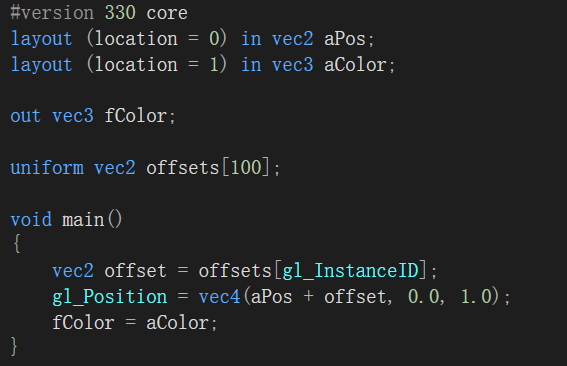 #version 330 core
layout (location = 0) in vec2 aPos;
layout (location = 1) in vec3 aColor;

out vec3 fColor;

uniform vec2 offsets[100];

void main()
{
    vec2 offset = offsets[gl_InstanceID];
    gl_Position = vec4(aPos + offset, 0.0, 1.0);
    fColor = aColor;
}